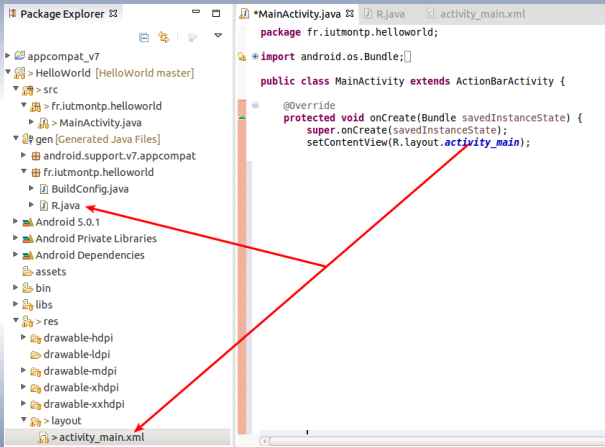 Package Explorer
appcompat_v7
> HelloWorld [HelloWorld master]
> src
> fr.iutmontp.helloworld
> MainActivity.java
gen [Generated Java Files]
android.support.v7.appcompat
fr.iutmontp.helloworld
BuildConfig.java
R.java
Android 5.0.1
Android Private Libraries
Android Dependencies
assets
bin
libs
> res
drawable-hdpi
drawable-ldpi
drawable-mdpi
drawable-xhdpi
drawable-xxhdpi
> layout
> activity_main.xml
*MainActivity.java R.java activity_main.xml
package fr.iutmontp.helloworld;
import android.os.Bundle;
public class MainActivity extends ActionBarActivity {
@Override
protected void onCreate(Bundle savedInstanceState) {
super.onCreate(savedInstanceState);
setContentView(R.layout.activity_main);